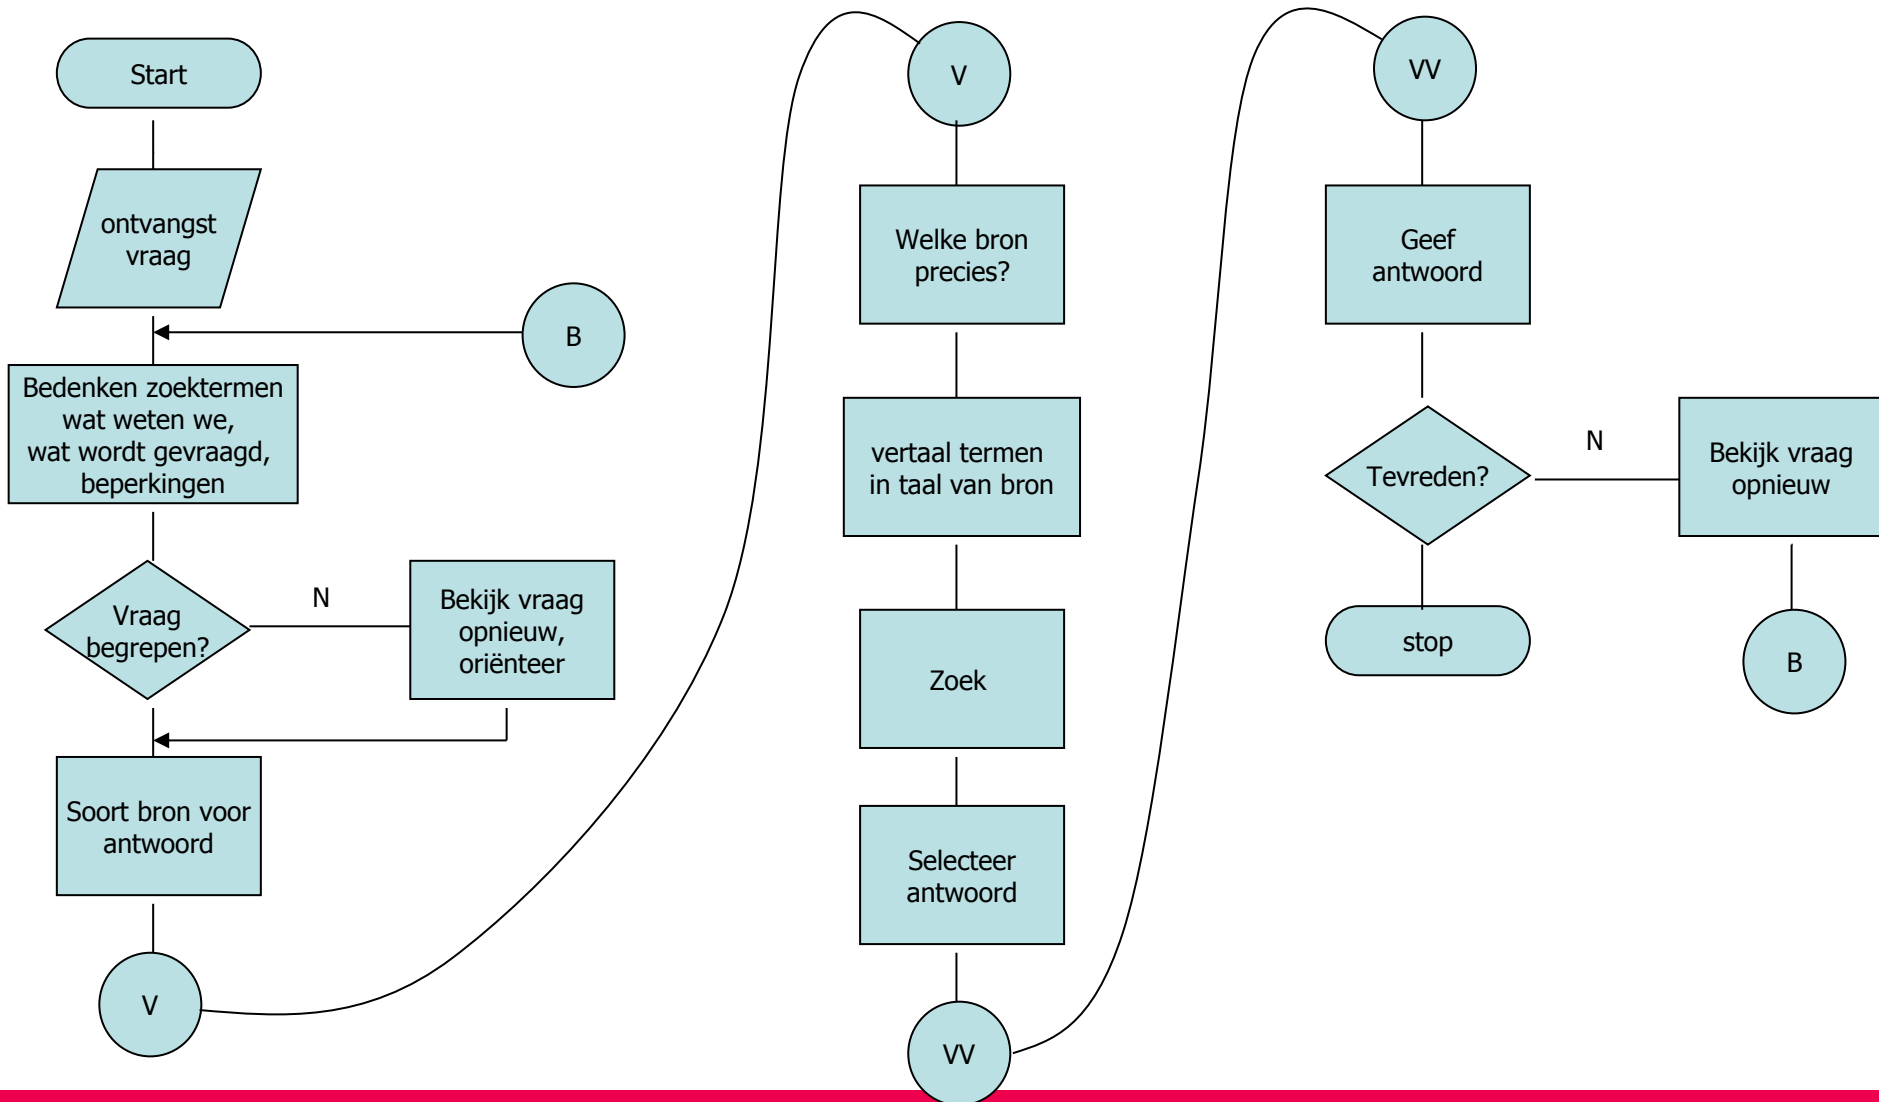 Start
ontvangst
vraag
B
Bedenken zoektermen
wat weten we,
wat wordt gevraagd,
beperkingen
Vraag
begrepen?
N
Bekijk vraag
opnieuw,
oriënteer
Soort bron voor
antwoord
V
V
Welke bron
precies?
vertaal termen
in taal van bron
Zoek
Selecteer
antwoord
VV
VV
Geef
antwoord
Tevreden?
N
Bekijk vraag
opnieuw
stop
B